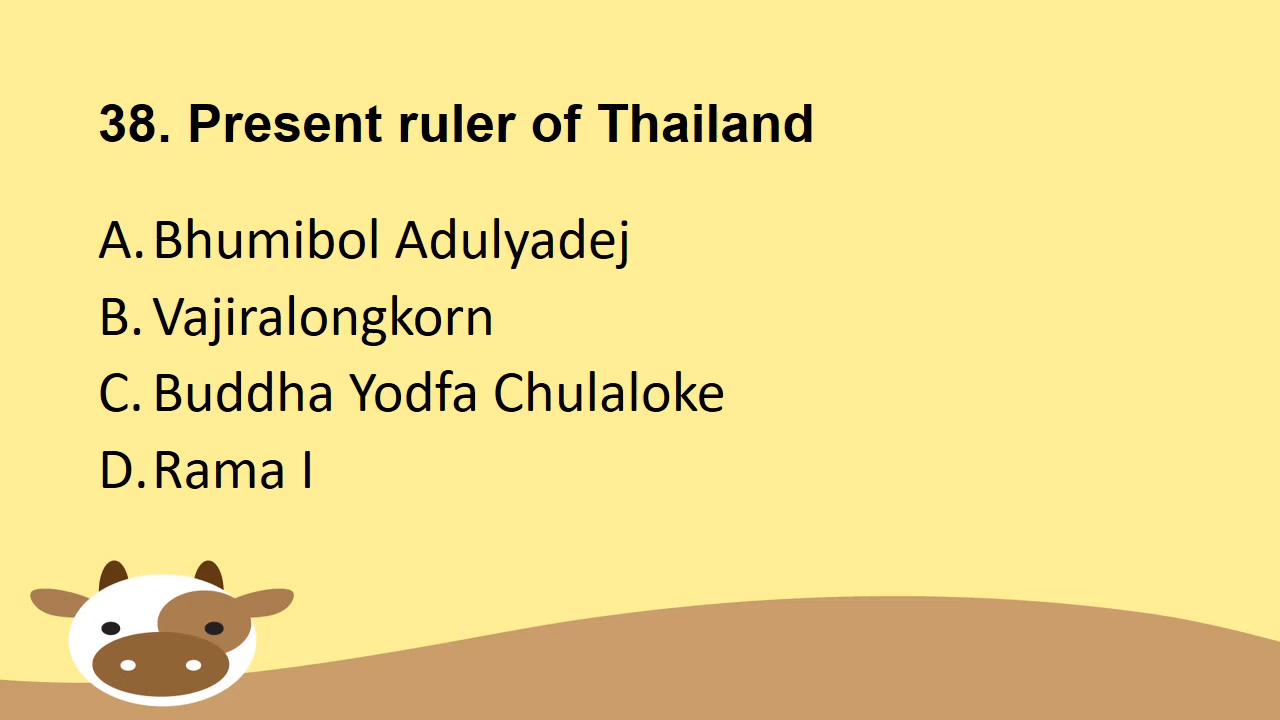 38. Present ruler of Thailand
A. Bhumibol Adulyadej
B. Vajiralongkorn
C. Buddha Yodfa Chulaloke
D. Rama I